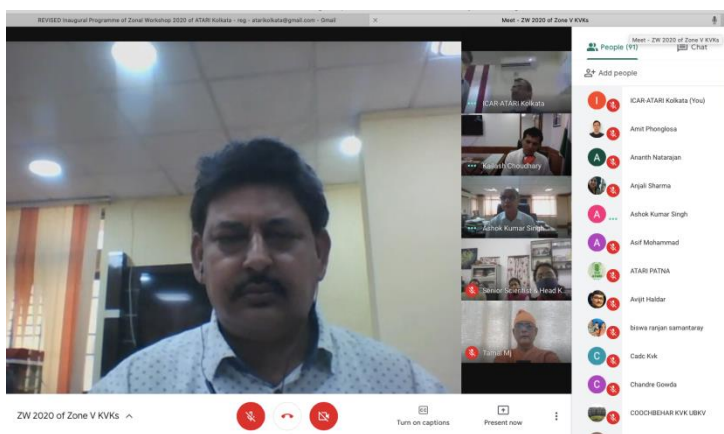 REVISED Inaugural Programme of Zonal Workshop 2020 of ATARI Kolkata - reg - atarikolkata@gmail.com - Gmail
Meet - ZW 2020 of Zone V KVKs
Meet - ZW 2020 of Zone V KVKs
People (91)
Chat
Add people
ICAR-ATARI Kolkata
Kailash Choudhary
Ashok Kumar Singh
Senior Scientist & Head K...
Tamili Mj
I ICAR-ATARI Kolkata (You)
Amit Phonglosa
A Ananth Natarajan
Anjali Sharma
A Ashok Kumar Singh
A Asif Mohammad
ATARI PATNA
Avijit Haldar
biswa ranjan samantaray
C Cadc Kvk
C Chandre Gowda
COOCHBEHAR KVK UBKV
ZW 2020 of Zone V KVKs
Turn on captions
Present now